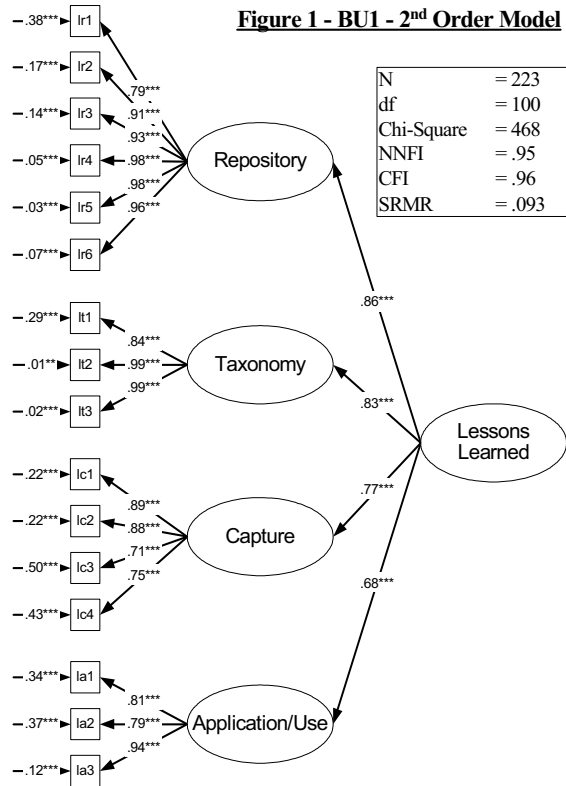 Figure 1 - BU1 - 2nd Order Model
N = 223
df = 100
Chi-Square = 468
NNFI = .95
CFI = .96
SRMR = .093
.38*** lr1
.17*** lr2
.14*** lr3
.05*** lr4
.03*** lr5
.07*** lr6
.79***
.91***
.93***
.98***
.98***
.96***
Repository
.86***
.29*** lt1
.01** lt2
.02*** lt3
.84***
.99***
.99***
Taxonomy
.83***
Lessons
Learned
.22*** lc1
.22*** lc2
.50*** lc3
.43*** lc4
.89***
.88***
.71***
.75***
Capture
.77***
.34*** la1
.37*** la2
.12*** la3
.81***
.79***
.94***
Application/Use
.68***